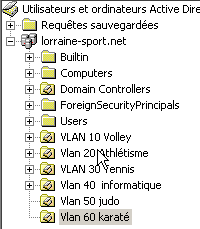 Utilisateurs et ordinateurs Active Dire
Requêtes sauvegardées
lorraine-sport.net
Builtin
Computers
Domain Controllers
ForeignSecurityPrincipals
Users
VLAN 10 Volley
Vlan 20 Athlétisme
VLAN 30 Tennis
Vlan 40 informatique
Vlan 50 judo
Vlan 60 karaté